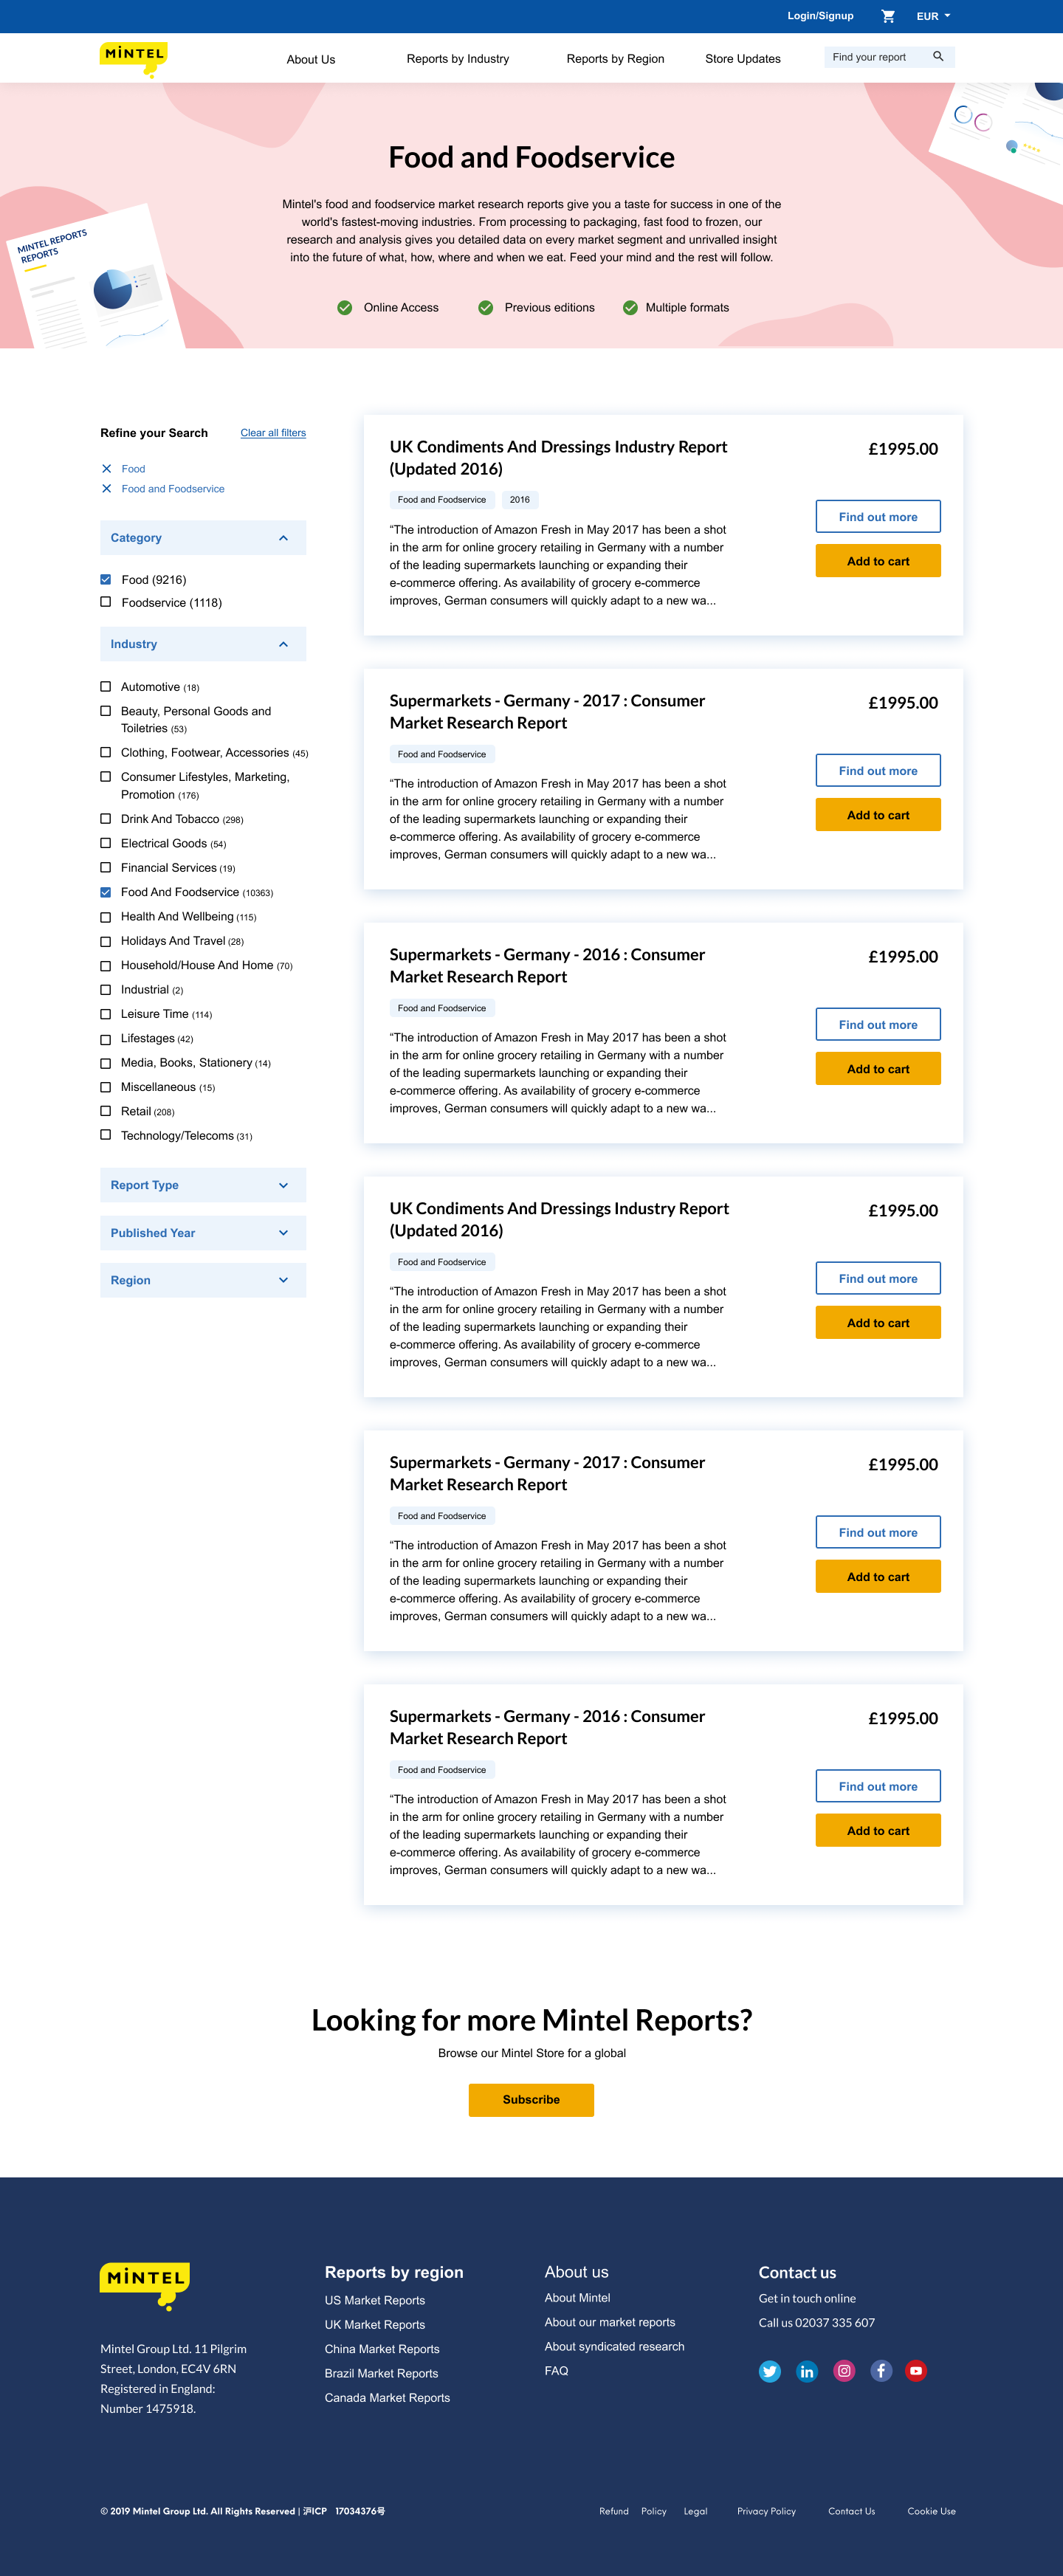 Login/Signup EUR
MINTEL
About Us Reports by Industry Reports by Region Store Updates Find your report
Food and Foodservice
Mintel's food and foodservice market research reports give you a taste for success in one of the
world's fastest-moving industries. From processing to packaging, fast food to frozen, our
research and analysis gives you detailed data on every market segment and unrivalled insight
into the future of what, how, where and when we eat. Feed your mind and the rest will follow.
MINTEL REPORTS
REPORTS
Online Access Previous editions Multiple formats
Refine your Search Clear all filters
Food
Food and Foodservice
Category
Food (9216)
Foodservice (1118)
Industry
Automotive (18)
Beauty, Personal Goods and
Toiletries (53)
Clothing, Footwear, Accessories (45)
Consumer Lifestyles, Marketing,
Promotion (176)
Drink And Tobacco (298)
Electrical Goods (54)
Financial Services (19)
Food And Foodservice (10363)
Health And Wellbeing (115)
Holidays And Travel (28)
Household/House And Home (70)
Industrial (2)
Leisure Time (114)
Lifestages (42)
Media, Books, Stationery (14)
Miscellaneous (15)
Retail (208)
Technology/Telecoms (31)
Report Type
Published Year
Region
UK Condiments And Dressings Industry Report
(Updated 2016)
£1995.00
Food and Foodservice 2016
“The introduction of Amazon Fresh in May 2017 has been a shot
in the arm for online grocery retailing in Germany with a number
of the leading supermarkets launching or expanding their
e-commerce offering. As availability of grocery e-commerce
improves, German consumers will quickly adapt to a new wa...
Find out more
Add to cart
Supermarkets - Germany - 2017 : Consumer
Market Research Report
£1995.00
Food and Foodservice
“The introduction of Amazon Fresh in May 2017 has been a shot
in the arm for online grocery retailing in Germany with a number
of the leading supermarkets launching or expanding their
e-commerce offering. As availability of grocery e-commerce
improves, German consumers will quickly adapt to a new wa...
Find out more
Add to cart
Supermarkets - Germany - 2016 : Consumer
Market Research Report
£1995.00
Food and Foodservice
“The introduction of Amazon Fresh in May 2017 has been a shot
in the arm for online grocery retailing in Germany with a number
of the leading supermarkets launching or expanding their
e-commerce offering. As availability of grocery e-commerce
improves, German consumers will quickly adapt to a new wa...
Find out more
Add to cart
UK Condiments And Dressings Industry Report
(Updated 2016)
£1995.00
Food and Foodservice
“The introduction of Amazon Fresh in May 2017 has been a shot
in the arm for online grocery retailing in Germany with a number
of the leading supermarkets launching or expanding their
e-commerce offering. As availability of grocery e-commerce
improves, German consumers will quickly adapt to a new wa...
Find out more
Add to cart
Supermarkets - Germany - 2017 : Consumer
Market Research Report
£1995.00
Food and Foodservice
“The introduction of Amazon Fresh in May 2017 has been a shot
in the arm for online grocery retailing in Germany with a number
of the leading supermarkets launching or expanding their
e-commerce offering. As availability of grocery e-commerce
improves, German consumers will quickly adapt to a new wa...
Find out more
Add to cart
Supermarkets - Germany - 2016 : Consumer
Market Research Report
£1995.00
Food and Foodservice
“The introduction of Amazon Fresh in May 2017 has been a shot
in the arm for online grocery retailing in Germany with a number
of the leading supermarkets launching or expanding their
e-commerce offering. As availability of grocery e-commerce
improves, German consumers will quickly adapt to a new wa...
Find out more
Add to cart
Looking for more Mintel Reports?
Browse our Mintel Store for a global
Subscribe
MINTEL
Mintel Group Ltd. 11 Pilgrim
Street, London, EC4V 6RN
Registered in England:
Number 1475918.
Reports by region
US Market Reports
UK Market Reports
China Market Reports
Brazil Market Reports
Canada Market Reports
About us
About Mintel
About our market reports
About syndicated research
FAQ
Contact us
Get in touch online
Call us 02037 335 607
© 2019 Mintel Group Ltd. All Rights Reserved | 沪ICP 17034376号
Refund Policy Legal Privacy Policy Contact Us Cookie Use